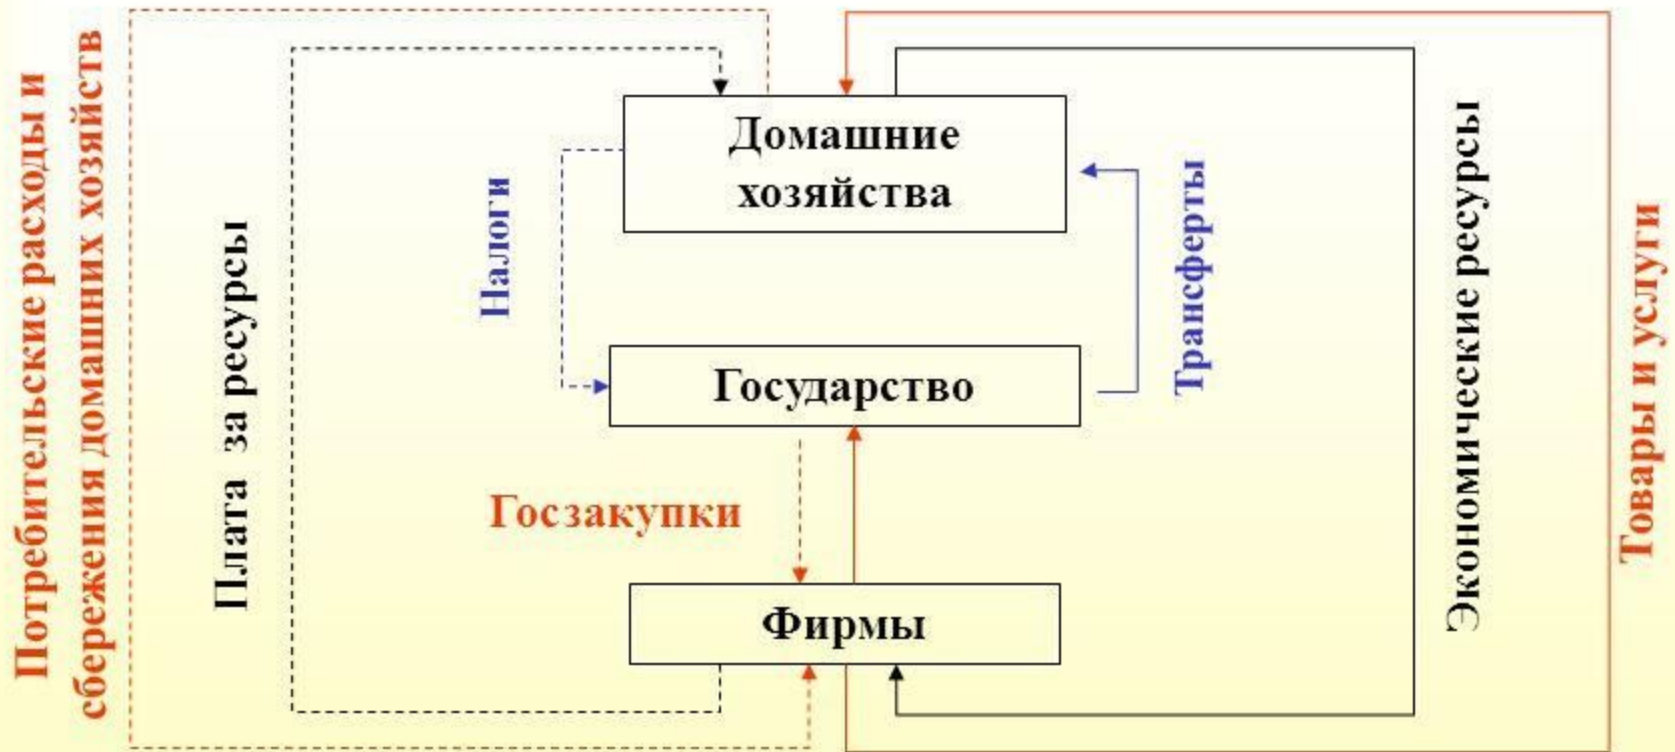 Потребительские расходы и
сбережения домашних хозяйств
Плата за ресурсы
Налоги
Домашние
хозяйства
Трансферты
Экономические ресурсы
Товары и услуги
Государство
Госзакупки
Фирмы